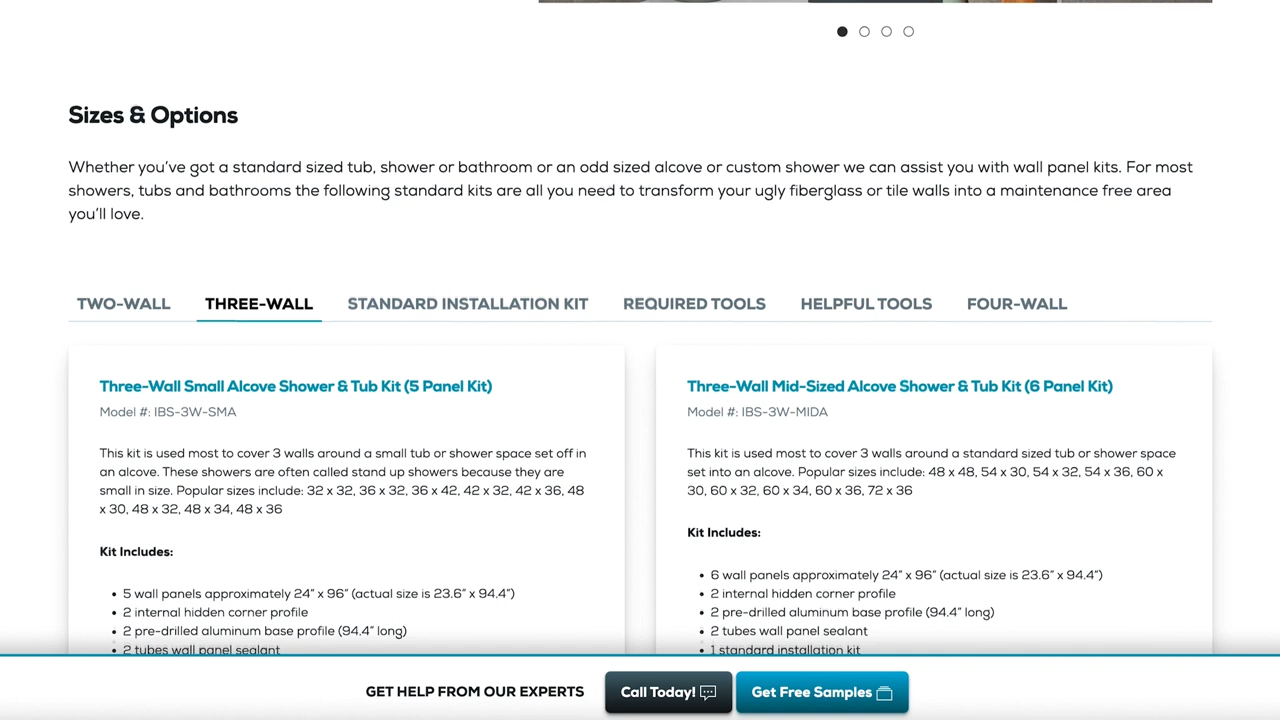 Sizes & Options
Whether you've got a standard sized tub, shower or bathroom or an odd sized alcove or custom shower we can assist you with wall panel kits. For most
showers, tubs and bathrooms the following standard kits are all you need to transform your ugly fiberglass or tile walls into a maintenance free area
you'll love.
TWO-WALL THREE-WALL STANDARD INSTALLATION KIT REQUIRED TOOLS HELPFUL TOOLS FOUR-WALL
Three-Wall Small Alcove Shower & Tub Kit (5 Panel Kit)
Model #: IBS-3W-SMA
This kit is used most to cover 3 walls around a small tub or shower space set off in
an alcove. These showers are often called stand up showers because they are
small in size. Popular sizes include: 32 x 32, 36 x 32, 36 x 42, 42 x 32, 42 x 36, 48
x 30, 48 x 32, 48 x 34, 48 x 36
Kit Includes:
• 5 wall panels approximately 24” x 96” (actual size is 23.6” x 94.4”)
• 2 internal hidden corner profile
• 2 pre-drilled aluminum base profile (94.4” long)
• 2 tubes wall panel sealant
Three-Wall Mid-Sized Alcove Shower & Tub Kit (6 Panel Kit)
Model #: IBS-3W-MIDA
This kit is used most to cover 3 walls around a standard sized tub or shower space
set into an alcove. Popular sizes include: 48 x 48, 54 x 30, 54 x 32, 54 x 36, 60 x
30, 60 x 32, 60 x 34, 60 x 36, 72 x 36
Kit Includes:
• 6 wall panels approximately 24” x 96” (actual size is 23.6” x 94.4”)
• 2 internal hidden corner profile
• 2 pre-drilled aluminum base profile (94.4” long)
• 2 tubes wall panel sealant
• 1 standard installation kit
GET HELP FROM OUR EXPERTS Call Today! Get Free Samples